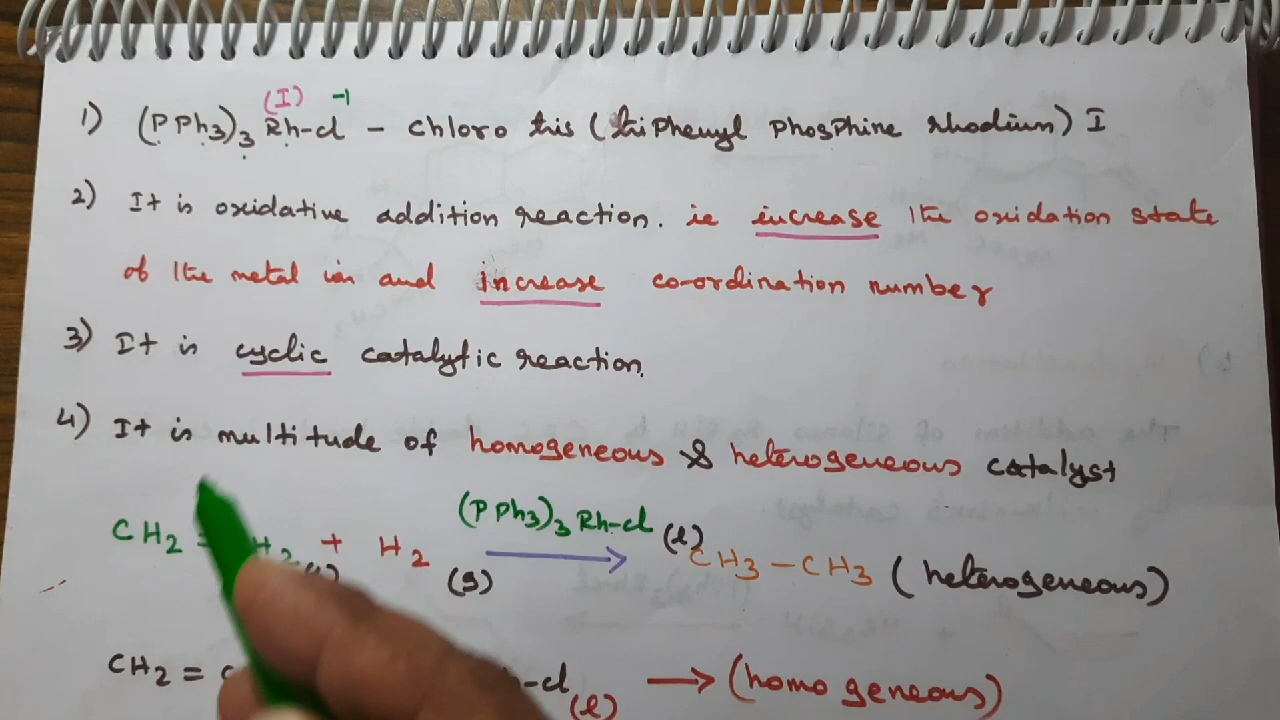 (I) -1
1) (PPh3)3 Rh-cl - chloro tris (triphenyl phosphine rhodium) I
2) It is oxidative addition reaction. ie increase the oxidation state
of the metal ion and increase co-ordination number
3) It is cyclic catalytic reaction.
4) It is multitude of homogeneous & heterogeneous catalyst
(PPh3)3 Rh-cl (l)
CH2 = H2 + H2 (g) ⟶ CH3 - CH3 (heterogeneous)
CH2 = -cl (l) ⟶ (homogeneous)